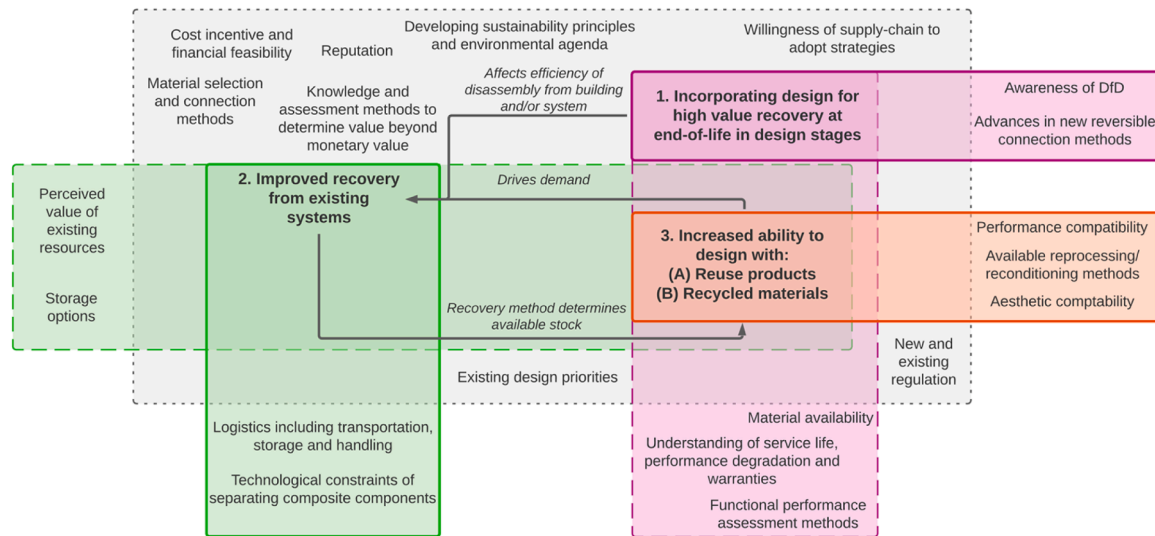 Cost incentive and
financial feasibility
Reputation
Developing sustainability principles
and environmental agenda
Willingness of supply-chain to
adopt strategies
Material selection
and connection
methods
Knowledge and
assessment methods to
determine value beyond
monetary value
Affects efficiency of
disassembly from building
and/or system
1. Incorporating design for
high value recovery at
end-of-life in design stages
Awareness of DfD
Advances in new reversible
connection methods
Perceived
value of
existing
resources
Storage
options
2. Improved recovery
from existing
systems
Drives demand
3. Increased ability to
design with:
(A) Reuse products
(B) Recycled materials
Performance compatibility
Available reprocessing/
reconditioning methods
Aesthetic comptability
Recovery method determines
available stock
Existing design priorities
New and
existing
regulation
Logistics including transportation,
storage and handling
Technological constraints of
separating composite components
Material availability
Understanding of service life,
performance degradation and
warranties
Functional performance
assessment methods